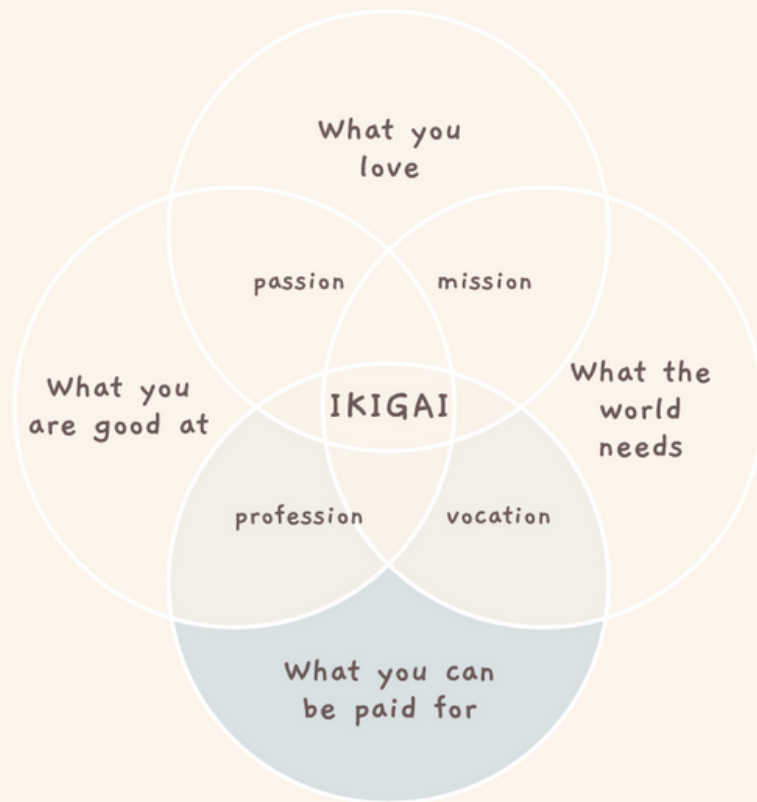 What you
love
passion
mission
What you
are good at
IKIGAI
What the
world
needs
profession
vocation
What you can
be paid for